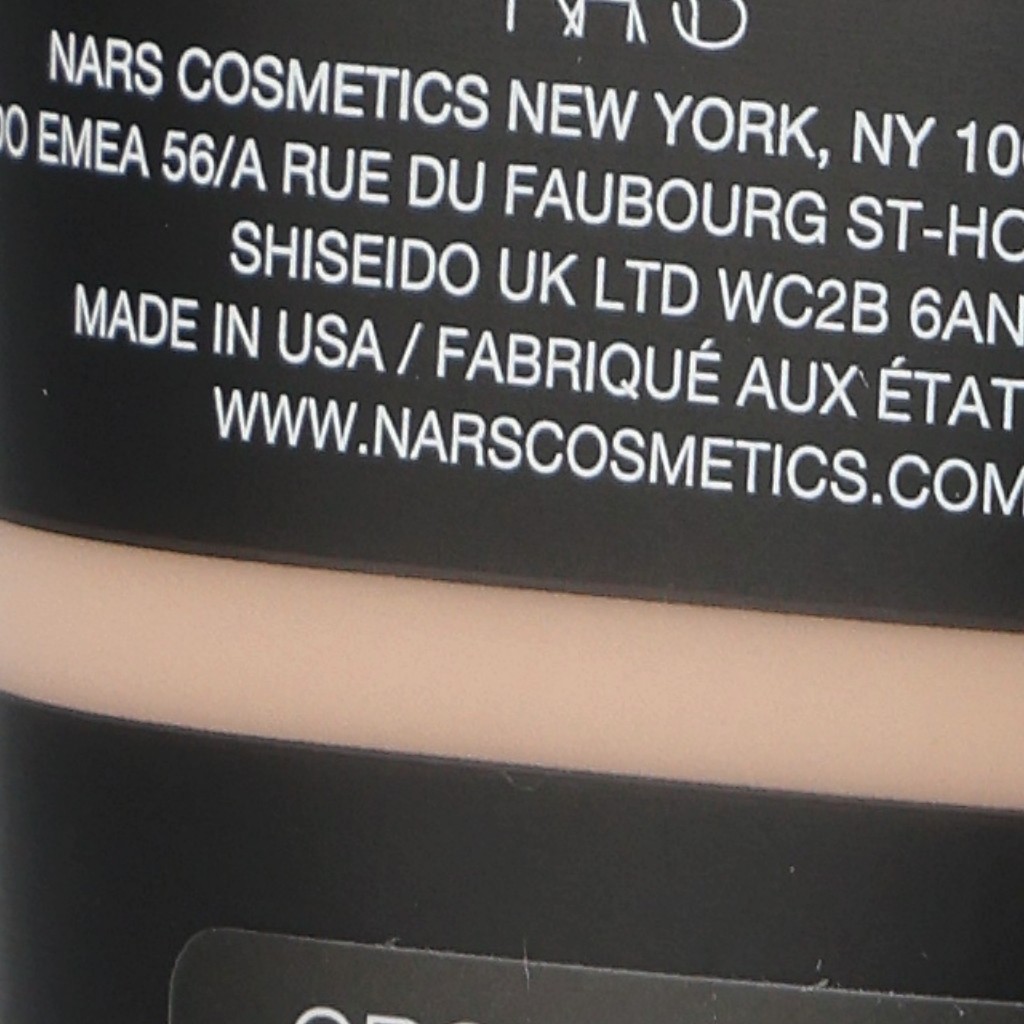 NARS COSMETICS NEW YORK, NY
EMEA 56/A RUE DU FAUBOURG
SHISEIDO UK LTD WC2B 6AN
MADE IN USA / FABRIQUÉ AUX
WWW.NARSCOSMETICS.COM